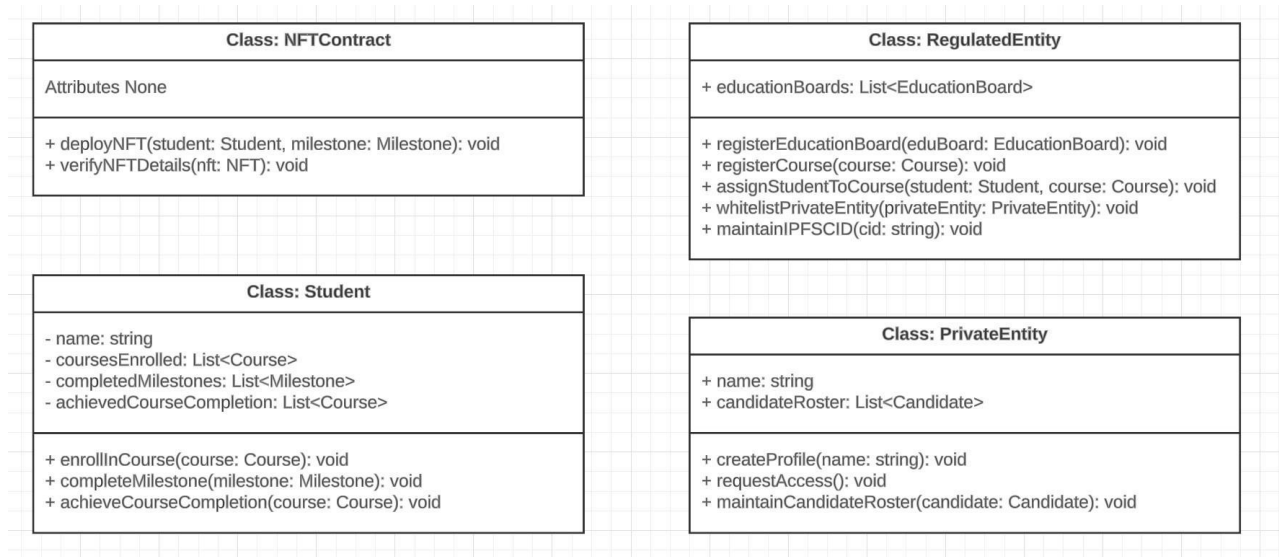 Class: NFTContract
Attributes None
+ deployNFT(student: Student, milestone: Milestone): void
+ verifyNFTDetails(nft: NFT): void
Class: RegulatedEntity
+ educationBoards: List<EducationBoard>
+ registerEducationBoard(eduBoard: EducationBoard): void
+ registerCourse(course: Course): void
+ assignStudentToCourse(student: Student, course: Course): void
+ whitelistPrivateEntity(privateEntity: PrivateEntity): void
+ maintainIPFSCID(cid: string): void
Class: Student
- name: string
- coursesEnrolled: List<Course>
- completedMilestones: List<Milestone>
- achievedCourseCompletion: List<Course>
+ enrollInCourse(course: Course): void
+ completeMilestone(milestone: Milestone): void
+ achieveCourseCompletion(course: Course): void
Class: PrivateEntity
+ name: string
+ candidateRoster: List<Candidate>
+ createProfile(name: string): void
+ requestAccess(): void
+ maintainCandidateRoster(candidate: Candidate): void